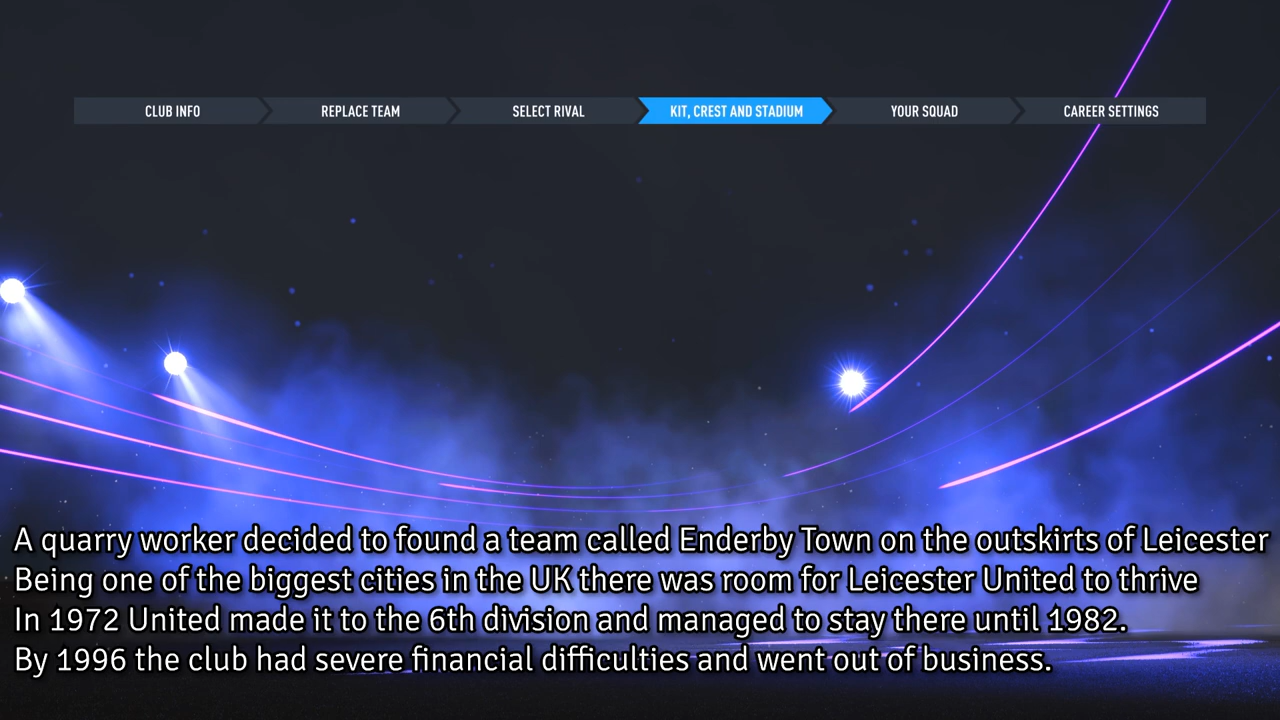 CLUB INFO REPLACE TEAM SELECT RIVAL KIT, CREST AND STADIUM YOUR SQUAD CAREER SETTINGS
A quarry worker decided to found a team called Enderby Town on the outskirts of Leicester
Being one of the biggest cities in the UK there was room for Leicester United to thrive
In 1972 United made it to the 6th division and managed to stay there until 1982.
By 1996 the club had severe financial difficulties and went out of business.